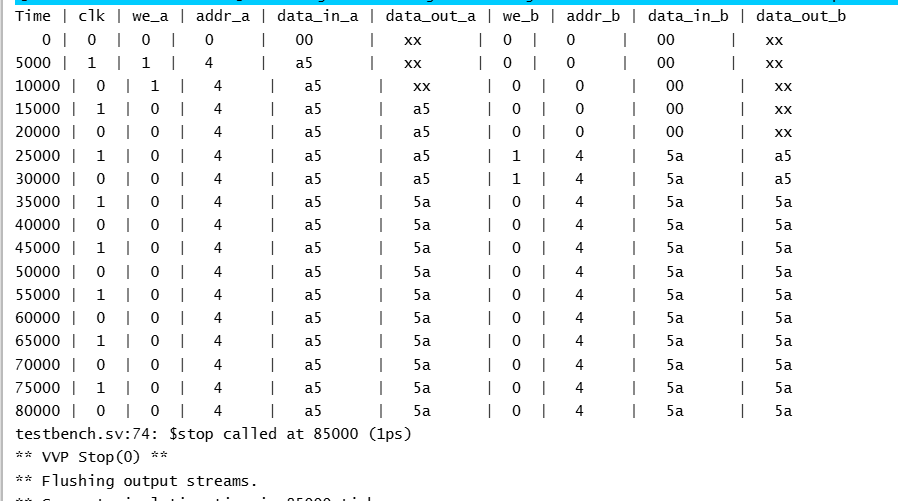 Time | clk | we_a | addr_a | data_in_a | data_out_a | we_b | addr_b | data_in_b | data_out_b
0 | 0 | 0 | 0 | 00 | xx | 0 | 0 | 00 | xx
5000 | 1 | 1 | 4 | a5 | xx | 0 | 0 | 00 | xx
10000 | 0 | 1 | 4 | a5 | xx | 0 | 0 | 00 | xx
15000 | 1 | 0 | 4 | a5 | a5 | 0 | 0 | 00 | xx
20000 | 0 | 0 | 4 | a5 | a5 | 0 | 0 | 00 | xx
25000 | 1 | 0 | 4 | a5 | a5 | 1 | 4 | 5a | a5
30000 | 0 | 0 | 4 | a5 | a5 | 1 | 4 | 5a | a5
35000 | 1 | 0 | 4 | a5 | 5a | 0 | 4 | 5a | 5a
40000 | 0 | 0 | 4 | a5 | 5a | 0 | 4 | 5a | 5a
45000 | 1 | 0 | 4 | a5 | 5a | 0 | 4 | 5a | 5a
50000 | 0 | 0 | 4 | a5 | 5a | 0 | 4 | 5a | 5a
55000 | 1 | 0 | 4 | a5 | 5a | 0 | 4 | 5a | 5a
60000 | 0 | 0 | 4 | a5 | 5a | 0 | 4 | 5a | 5a
65000 | 1 | 0 | 4 | a5 | 5a | 0 | 4 | 5a | 5a
70000 | 0 | 0 | 4 | a5 | 5a | 0 | 4 | 5a | 5a
75000 | 1 | 0 | 4 | a5 | 5a | 0 | 4 | 5a | 5a
80000 | 0 | 0 | 4 | a5 | 5a | 0 | 4 | 5a | 5a
testbench.sv:74: $stop called at 85000 (1ps)
** VVP Stop(0) **
** Flushing output streams.